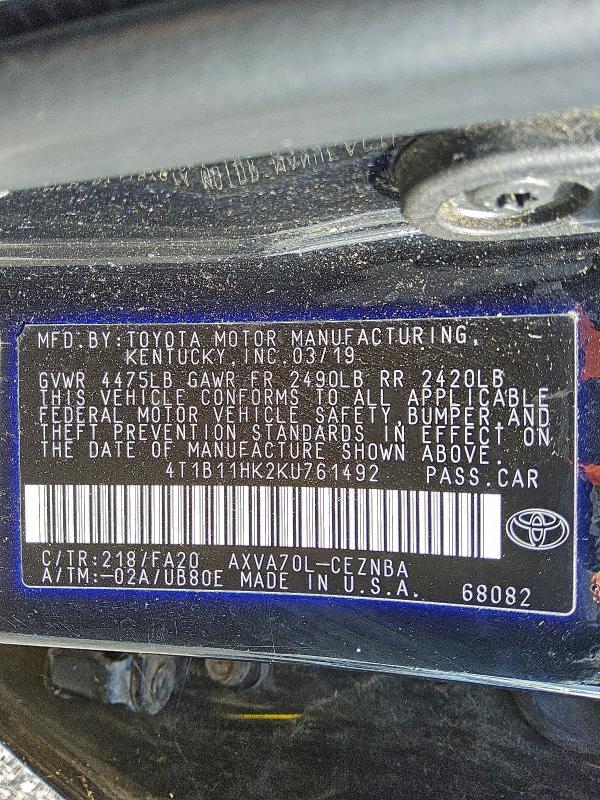 MFD.BY:TOYOTA MOTOR MANUFACTURING,
KENTUCKY,INC.03/19
GVWR 4475LB GAWR FR 2490LB RR 2420LB
THIS VEHICLE CONFORMS TO ALL APPLICABLE
FEDERAL MOTOR VEHICLE SAFETY,BUMPER,AND
THEFT PREVENTION STANDARDS IN EFFECT ON
THE DATE OF MANUFACTURE SHOWN ABOVE.
4T1B11HK2KU761492 PASS.CAR
C/TR:218/FA20 AXVA70L-CEZNBA
A/TM:-02A/UB80E MADE IN U.S.A. 68082